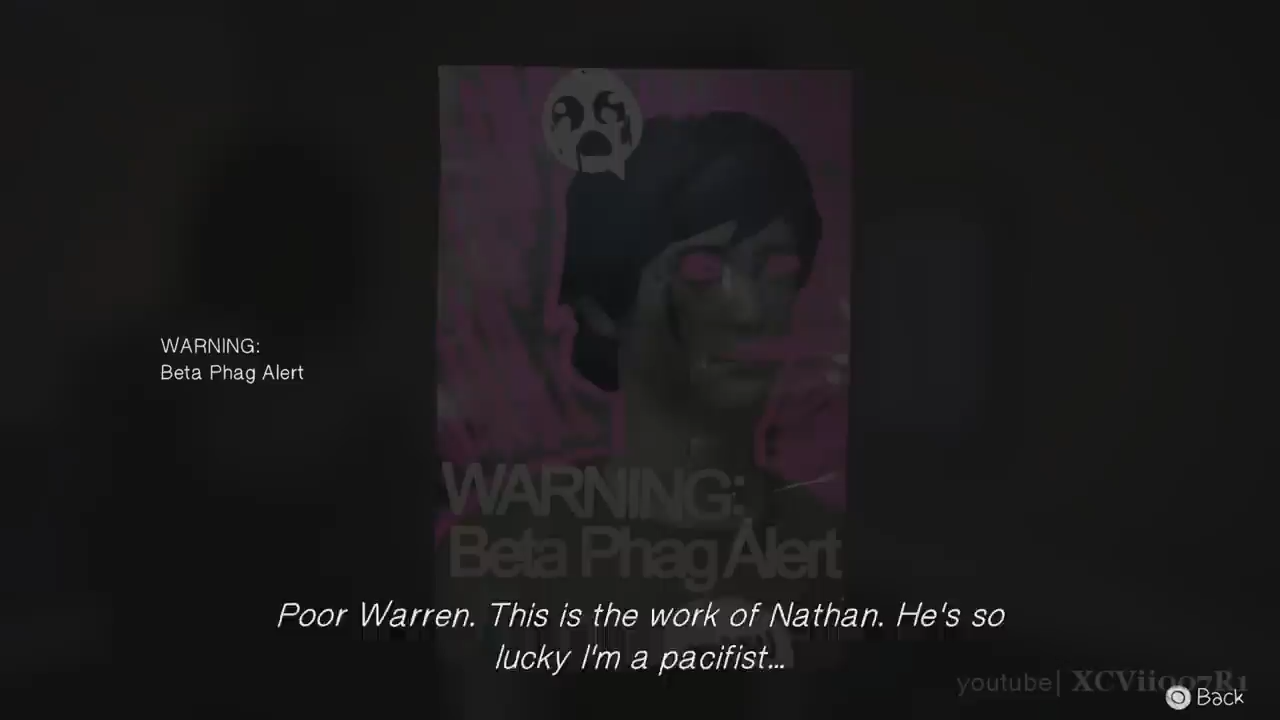 WARNING:
Beta Phag Alert
WARNING:
Beta Phag Alert
Poor Warren. This is the work of Nathan. He's so
lucky I'm a pacifist...
youtube| XCVii007R1
Back